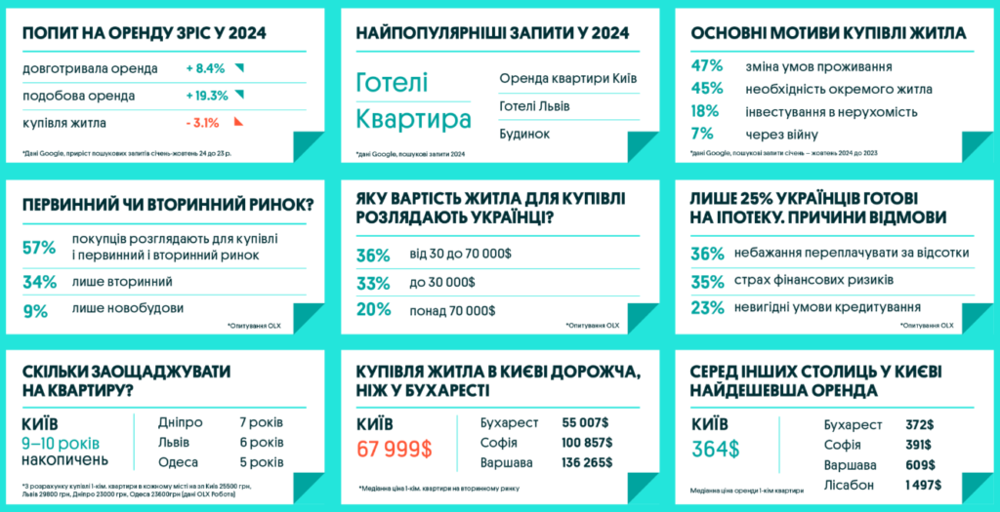 ПОПИТ НА ОРЕНДУ ЗРІС У 2024
довготривала оренда + 8.4%
подобова оренда + 19.3%
купівля житла - 3.1%
*Дані Google, приріст пошукових запитів січень-жовтень 24 до 23 р.
НАЙПОПУЛЯРНІШІ ЗАПИТИ У 2024
Готелі
Квартира
Оренда квартири Київ
Готелі Львів
Будинок
*дані Google, пошукові запити 2024
ОСНОВНІ МОТИВИ КУПІВЛІ ЖИТЛА
47% зміна умов проживання
45% необхідність окремого житла
18% інвестування в нерухомість
7% через війну
*дані Google, пошукові запити січень – жовтень 2024 до 2023
ПЕРВИННИЙ ЧИ ВТОРИННИЙ РИНОК?
57% покупців розглядають для купівлі
і первинний і вторинний ринок
34% лише вторинний
9% лише новобудови
*Опитування OLX
ЯКУ ВАРТІСТЬ ЖИТЛА ДЛЯ КУПІВЛІ
РОЗЛЯДАЮТЬ УКРАЇНЦІ?
36% від 30 до 70 000$
33% до 30 000$
20% понад 70 000$
*Опитування OLX
ЛИШЕ 25% УКРАЇНЦІВ ГОТОВІ
НА ІПОТЕКУ. ПРИЧИНИ ВІДМОВИ
36% небажання переплачувати за відсотки
35% страх фінансових ризиків
23% невигідні умови кредитування
*Опитування OLX
СКІЛЬКИ ЗАОЩАДЖУВАТИ
НА КВАРТИРУ?
КИЇВ
9–10 років
накопичень
Дніпро 7 років
Львів 6 років
Одеса 5 років
*З розрахунку купівлі 1-кім. квартири в кожному місті на зп Київ 25500 грн,
Львів 29800 грн, Дніпро 23000 грн, Одеса 23600грн (дані OLX Робота)
КУПІВЛЯ ЖИТЛА В КИЄВІ ДОРОЖЧА,
НІЖ У БУХАРЕСТІ
КИЇВ
67 999$
Бухарест 55 007$
Софія 100 857$
Варшава 136 265$
*Медіанна ціна 1-кім. квартири на вторинному ринку
СЕРЕД ІНШИХ СТОЛИЦЬ У КИЄВІ
НАЙДЕШЕВША ОРЕНДА
КИЇВ
364$
Бухарест 372$
Софія 391$
Варшава 609$
Лісабон 1 497$
Медіанна ціна оренди 1-кім квартири